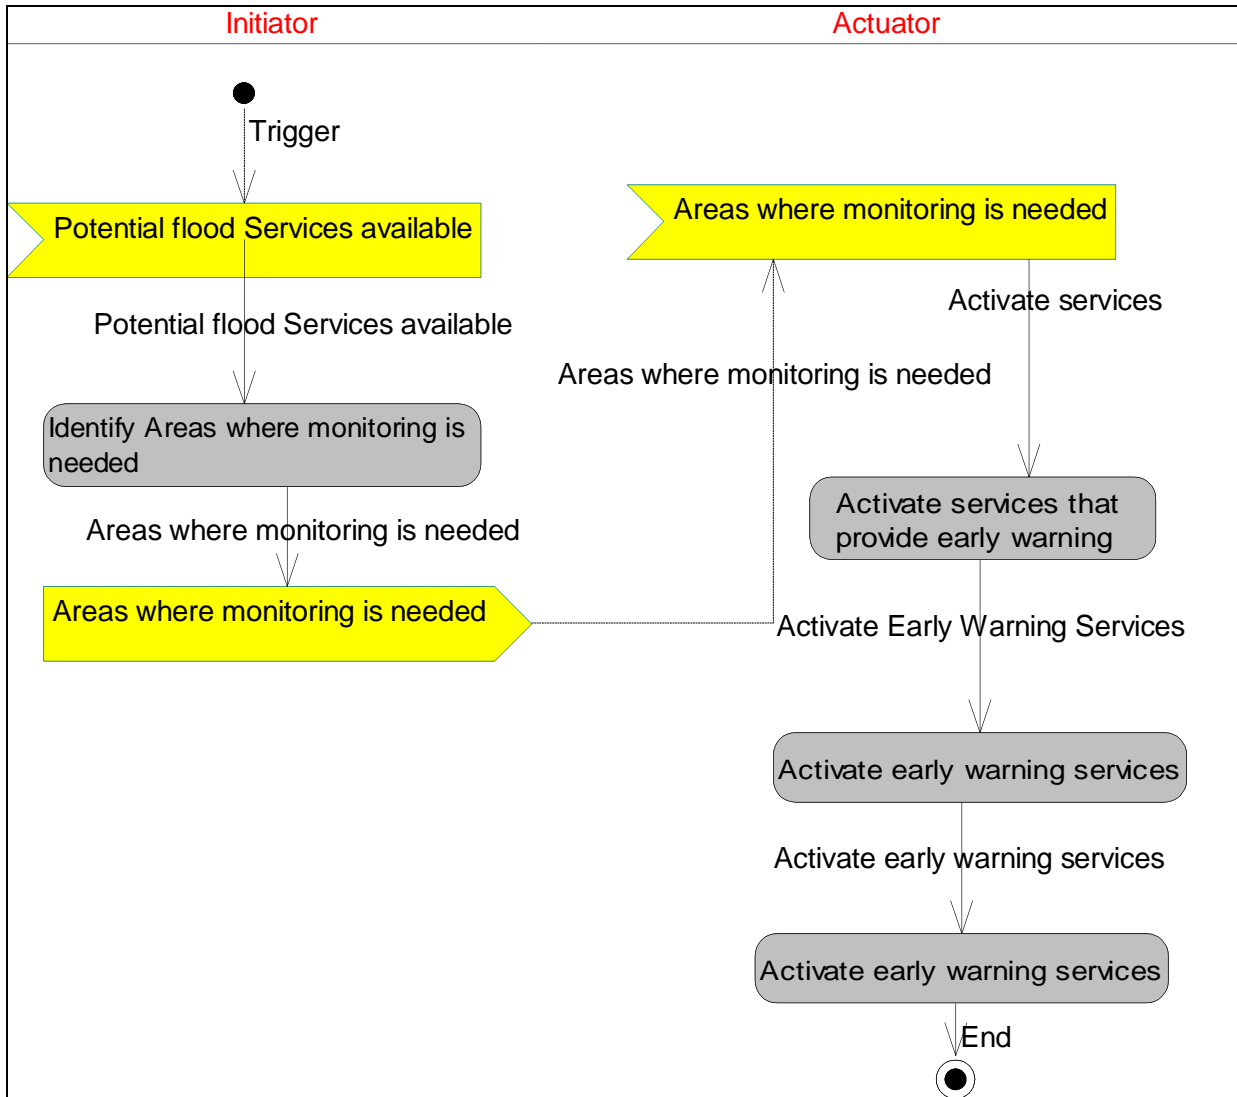 Initiator
Actuator
Trigger
Potential flood Services available
Potential flood Services available
Identify Areas where monitoring is
needed
Areas where monitoring is needed
Areas where monitoring is needed
Areas where monitoring is needed
Areas where monitoring is needed
Activate services
Activate services that
provide early warning
Activate Early Warning Services
Activate early warning services
Activate early warning services
Activate early warning services
End